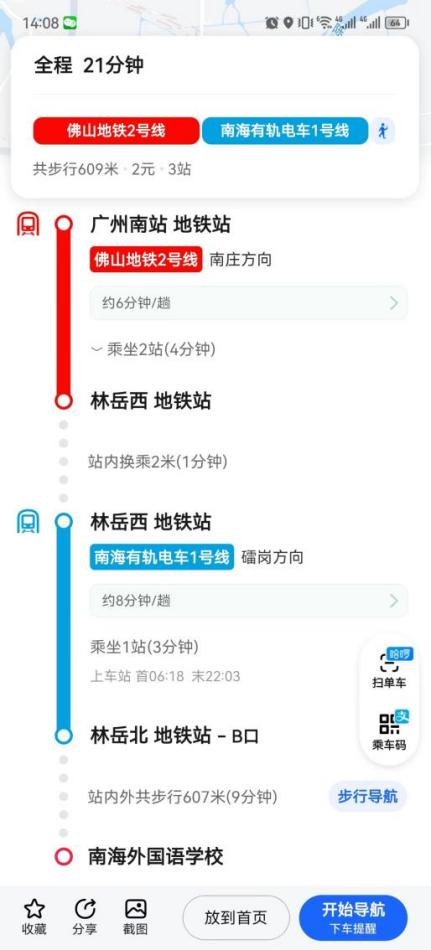 14:08
64
全程 21分钟
佛山地铁2号线
南海有轨电车1号线
共步行609米·2元·3站
广州南站 地铁站
佛山地铁2号线 南庄方向
约6分钟/趟
乘坐2站(4分钟)
林岳西 地铁站
站内换乘2米(1分钟)
林岳西 地铁站
南海有轨电车1号线 礌岗方向
约8分钟/趟
乘坐1站(3分钟)
上车站 首06:18 末22:03
哈啰
扫单车
支
乘车码
林岳北 地铁站 - B口
站内外共步行607米(9分钟)
步行导航
南海外国语学校
收藏
分享
截图
放到首页
开始导航
下车提醒